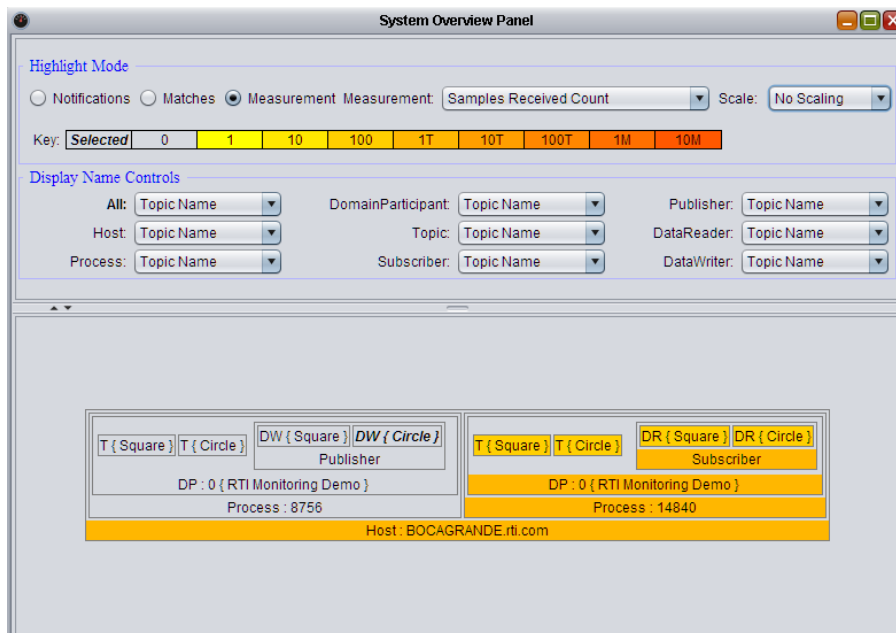 System Overview Panel
Highlight Mode
Notifications Matches Measurement Measurement: Samples Received Count Scale: No Scaling
Key: Selected 0 1 10 100 1T 10T 100T 1M 10M
Display Name Controls
All: Topic Name DomainParticipant: Topic Name Publisher: Topic Name
Host: Topic Name Topic: Topic Name DataReader: Topic Name
Process: Topic Name Subscriber: Topic Name DataWriter: Topic Name
T { Square } T { Circle } DW { Square } DW { Circle } T { Square } T { Circle } DR { Square } DR { Circle }
Publisher Subscriber
DP : 0 { RTI Monitoring Demo } DP : 0 { RTI Monitoring Demo }
Process : 8756 Process : 14840
Host : BOCAGRANDE.rti.com